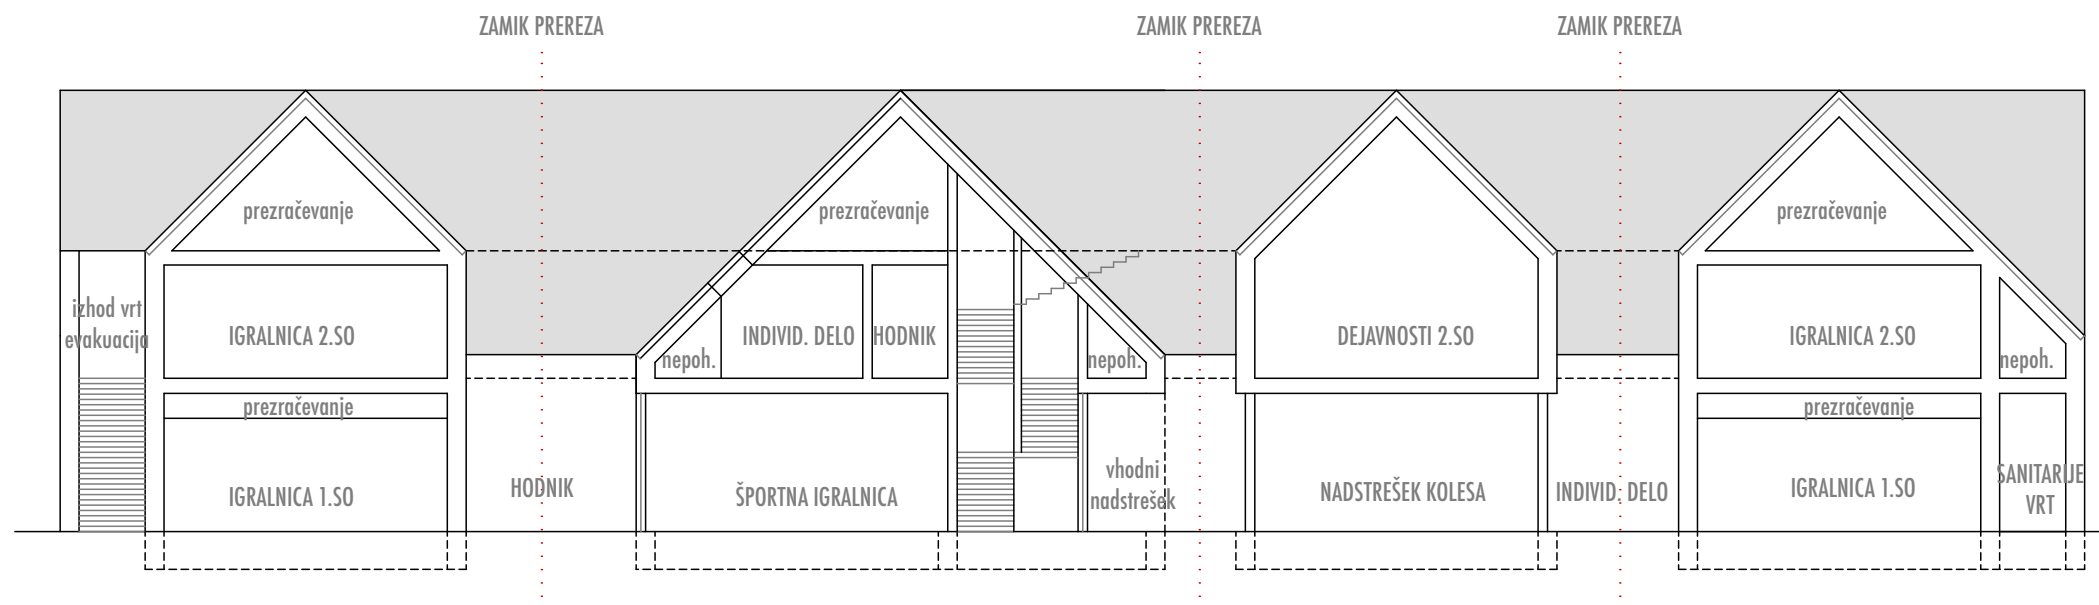 ZAMIK PREREZA
ZAMIK PREREZA
ZAMIK PREREZA
prezračevanje
prezračevanje
prezračevanje
izhod vrt
evakuacija
IGRALNICA 2.SO
INDIVID. DELO
HODNIK
DEJAVNOSTI 2.SO
IGRALNICA 2.SO
nepoh.
nepoh.
nepoh.
prezračevanje
prezračevanje
IGRALNICA 1.SO
HODNIK
ŠPORTNA IGRALNICA
vhodni
nadstrešek
NADSTREŠEK KOLESA
INDIVID. DELO
IGRALNICA 1.SO
SANITARIJE
VRT